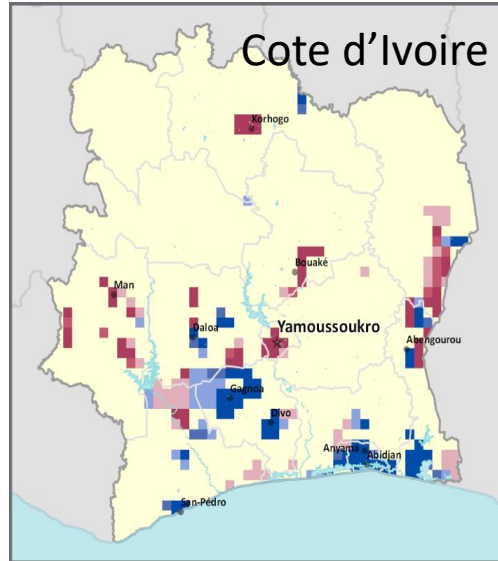 Cote d’Ivoire
Korhogo
Bouaké
Man
Yamoussoukro
Daloa
Abengourou
Gagnoa
Divo
Anyama
Abidjan
San-Pédro